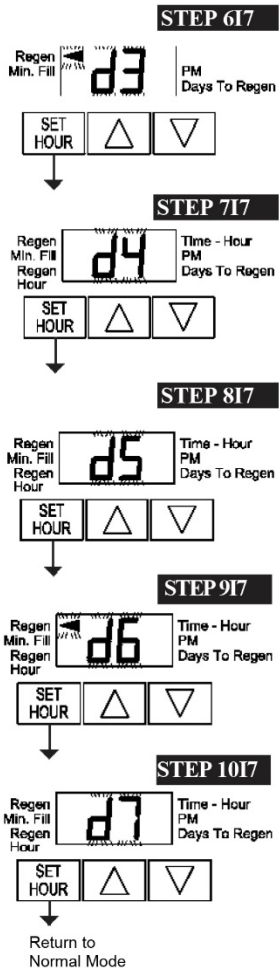 STEP 6I7
Regen
Min. Fill
d3
PM
Days To Regen
SET
HOUR
STEP 7I7
Regen
Min. Fill
Regen
Hour
d4
Time - Hour
PM
Days To Regen
SET
HOUR
STEP 8I7
Regen
Min. Fill
Regen
Hour
d5
Time - Hour
PM
Days To Regen
SET
HOUR
STEP 9I7
Regen
Min. Fill
Regen
Hour
d6
Time - Hour
PM
Days To Regen
SET
HOUR
STEP 10I7
Regen
Min. Fill
Regen
Hour
d7
Time - Hour
PM
Days To Regen
SET
HOUR
Return to
Normal Mode